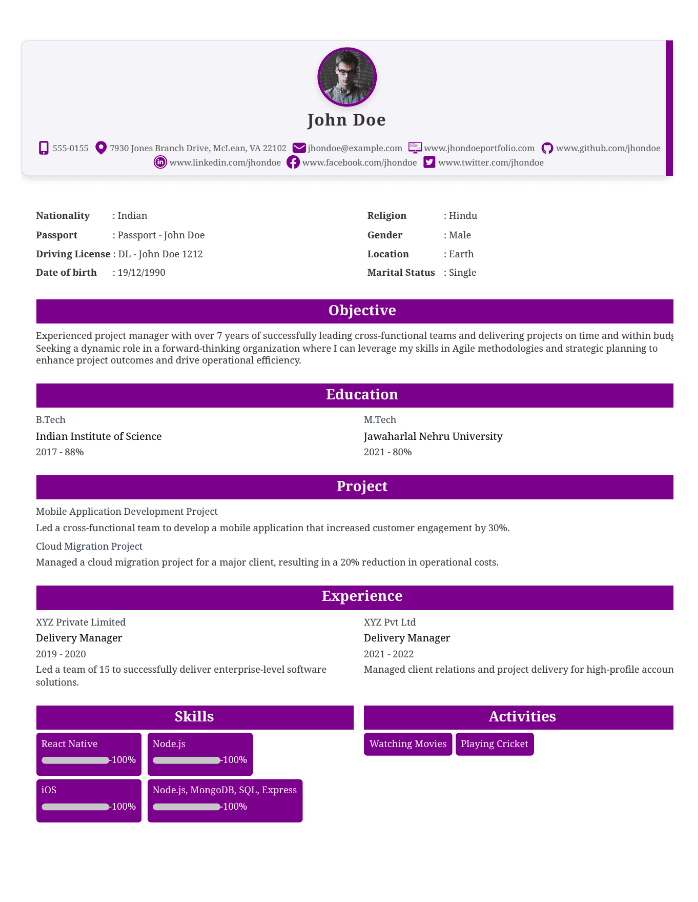 John Doe
555-0155 7930 Jones Branch Drive, McLean, VA 22102 jhondoe@example.com www.jhondoeportfolio.com www.github.com/jhondoe
www.linkedin.com/jhondoe www.facebook.com/jhondoe www.twitter.com/jhondoe
Nationality : Indian
Passport : Passport - John Doe
Driving License : DL - John Doe 1212
Date of birth : 19/12/1990
Religion : Hindu
Gender : Male
Location : Earth
Marital Status : Single
Objective
Experienced project manager with over 7 years of successfully leading cross-functional teams and delivering projects on time and within
Seeking a dynamic role in a forward-thinking organization where I can leverage my skills in Agile methodologies and strategic planning to
enhance project outcomes and drive operational efficiency.
Education
B.Tech
Indian Institute of Science
2017 - 88%
M.Tech
Jawaharlal Nehru University
2021 - 80%
Project
Mobile Application Development Project
Led a cross-functional team to develop a mobile application that increased customer engagement by 30%.
Cloud Migration Project
Managed a cloud migration project for a major client, resulting in a 20% reduction in operational costs.
Experience
XYZ Private Limited
Delivery Manager
2019 - 2020
Led a team of 15 to successfully deliver enterprise-level software
solutions.
XYZ Pvt Ltd
Delivery Manager
2021 - 2022
Managed client relations and project delivery for high-profile
Skills
React Native
-100%
Node.js
-100%
iOS
-100%
Node.js, MongoDB, SQL, Express
-100%
Activities
Watching Movies
Playing Cricket